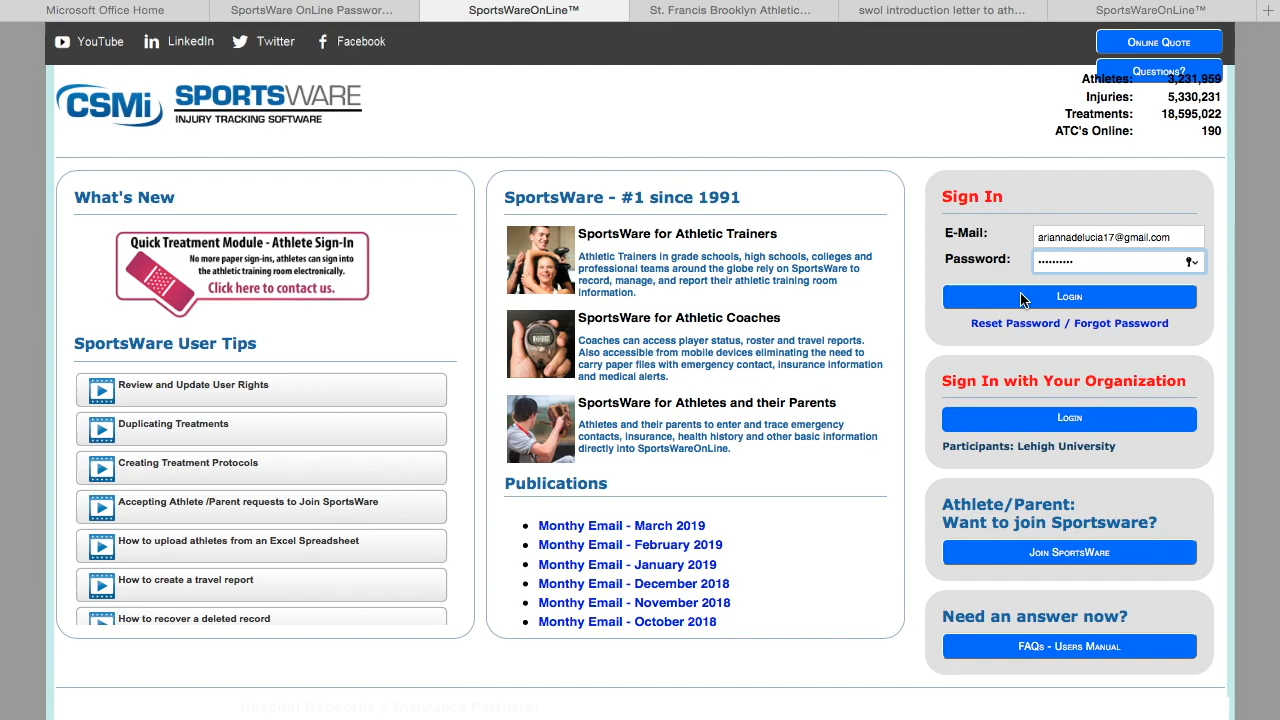 Microsoft Office Home
SportsWare OnLine Passwor...
SportsWareOnLine™
St. Francis Brooklyn Athletic...
swol introduction letter to ath...
SportsWareOnLine™
YouTube
LinkedIn
Twitter
Facebook
Online Quote
Questions?
CSMi SPORTSWARE
INJURY TRACKING SOFTWARE
Athletes: 3,231,959
Injuries: 5,330,231
Treatments: 18,595,022
ATC's Online: 190
What's New
Quick Treatment Module - Athlete Sign-In
No more paper sign-ins, athletes can sign into
the athletic training room electronically.
Click here to contact us.
SportsWare User Tips
Review and Update User Rights
Duplicating Treatments
Creating Treatment Protocols
Accepting Athlete /Parent requests to Join SportsWare
How to upload athletes from an Excel Spreadsheet
How to create a travel report
How to recover a deleted record
SportsWare - #1 since 1991
SportsWare for Athletic Trainers
Athletic Trainers in grade schools, high schools, colleges and
professional teams around the globe rely on SportsWare to
record, manage, and report their athletic training room
information.
SportsWare for Athletic Coaches
Coaches can access player status, roster and travel reports.
Also accessible from mobile devices eliminating the need to
carry paper files with emergency contact, insurance information
and medical alerts.
SportsWare for Athletes and their Parents
Athletes and their parents to enter and trace emergency
contacts, insurance, health history and other basic information
directly into SportsWareOnLine.
Publications
Monthy Email - March 2019
Monthy Email - February 2019
Monthy Email - January 2019
Monthy Email - December 2018
Monthy Email - November 2018
Monthy Email - October 2018
Sign In
E-Mail: ariannadelucia17@gmail.com
Password: ••••••••••
Login
Reset Password / Forgot Password
Sign In with Your Organization
Login
Participants: Lehigh University
Athlete/Parent:
Want to join Sportsware?
Join SportsWare
Need an answer now?
FAQs - Users Manual
Hospital Networks / Insurance Partners: